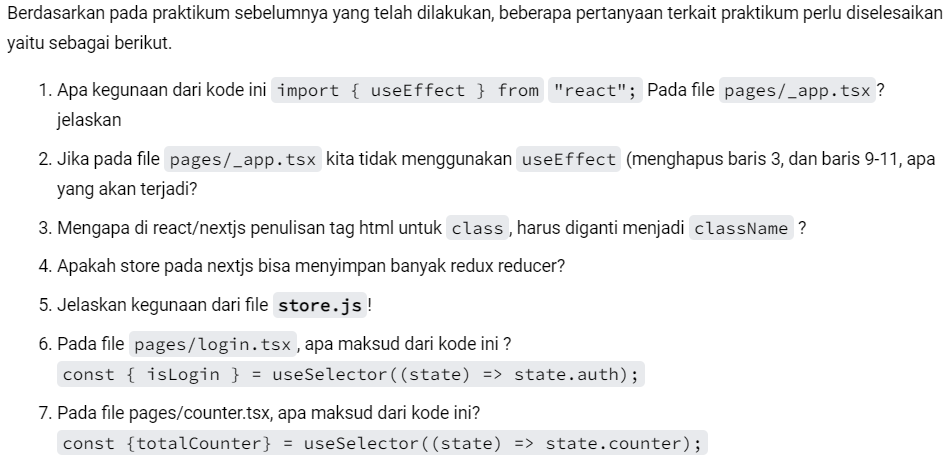 Berdasarkan pada praktikum sebelumnya yang telah dilakukan, beberapa pertanyaan terkait praktikum perlu diselesaikan
yaitu sebagai berikut.
1. Apa kegunaan dari kode ini import { useEffect } from "react"; Pada file pages/_app.tsx ?
jelaskan
2. Jika pada file pages/_app.tsx kita tidak menggunakan useEffect (menghapus baris 3, dan baris 9-11, apa
yang akan terjadi?
3. Mengapa di react/nextjs penulisan tag html untuk class , harus diganti menjadi className ?
4. Apakah store pada nextjs bisa menyimpan banyak redux reducer?
5. Jelaskan kegunaan dari file store.js !
6. Pada file pages/login.tsx , apa maksud dari kode ini ?
const { isLogin } = useSelector((state) => state.auth);
7. Pada file pages/counter.tsx, apa maksud dari kode ini?
const {totalCounter} = useSelector((state) => state.counter);